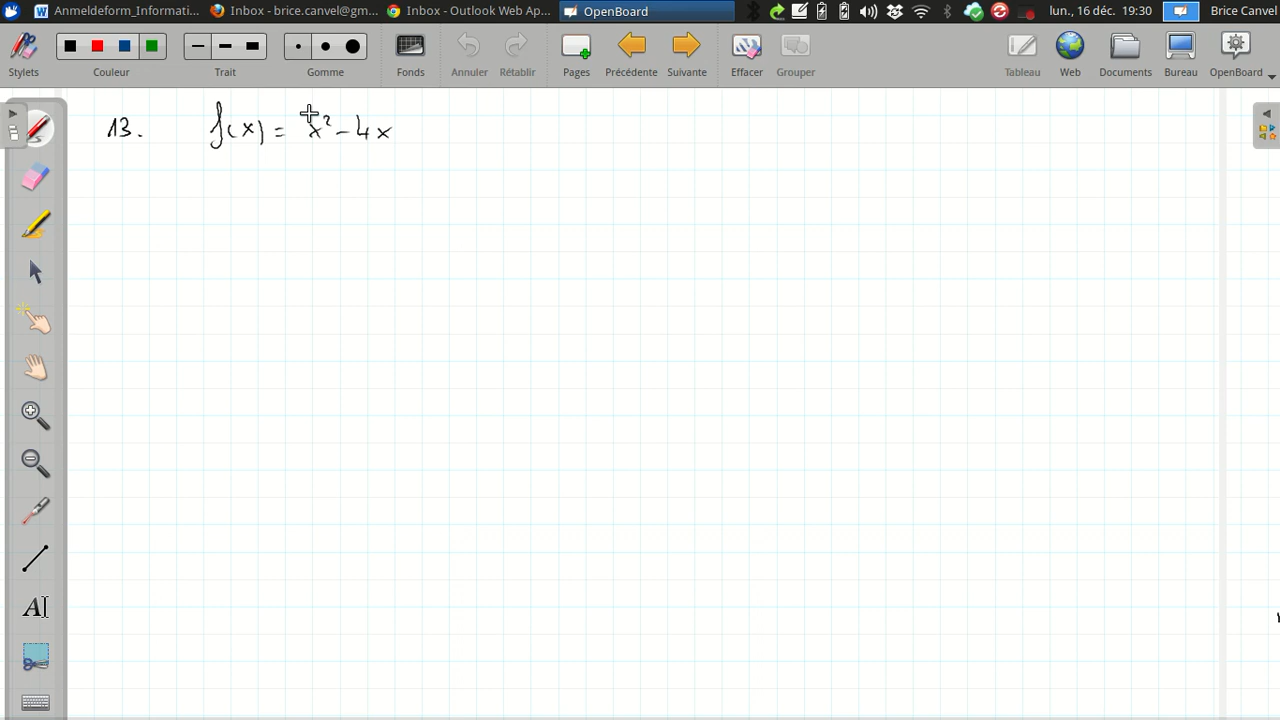 Anmeldeform_Informati... Inbox - brice.canvel@gm... Inbox - Outlook Web Ap... OpenBoard lun., 16 déc. 19:30 Brice Canvel
Stylets Couleur Trait Gomme Fonds Annuler Rétablir Pages Précédente Suivante Effacer Grouper Tableau Web Documents Bureau OpenBoard
13. f(x) = x² - 4x